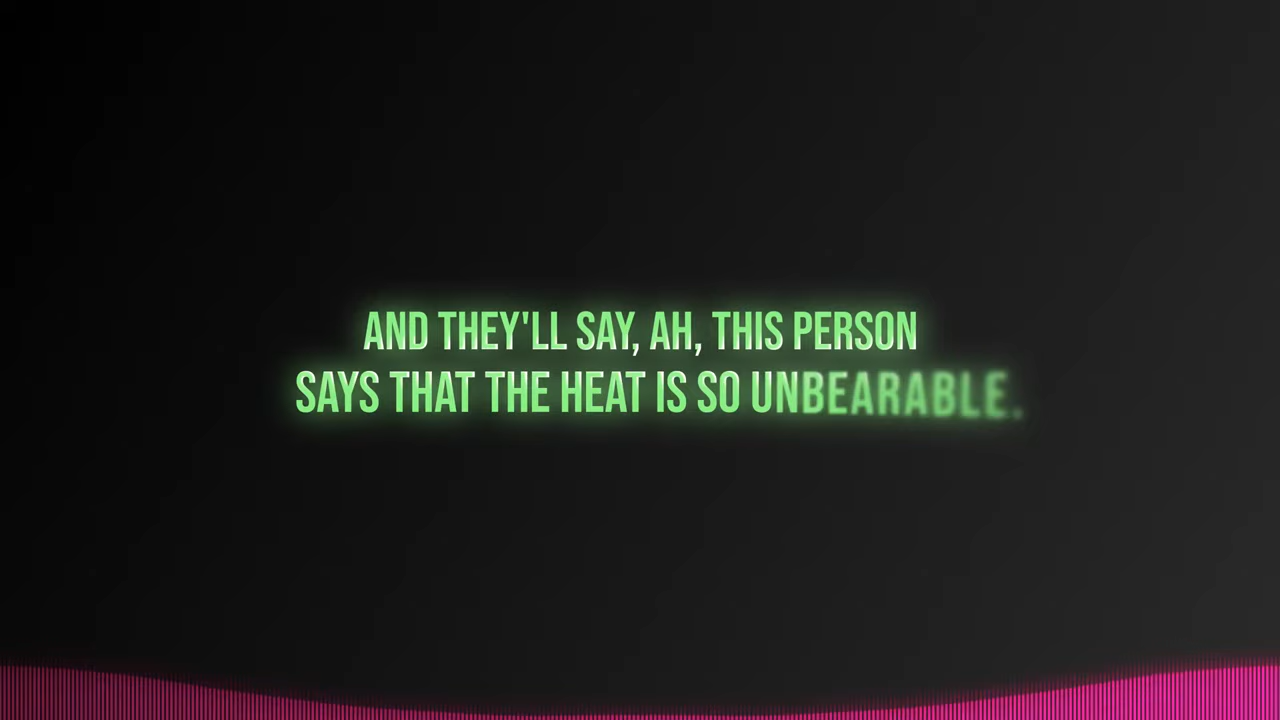 AND THEY'LL SAY, AH, THIS PERSON
SAYS THAT THE HEAT IS SO UNBEARABLE.